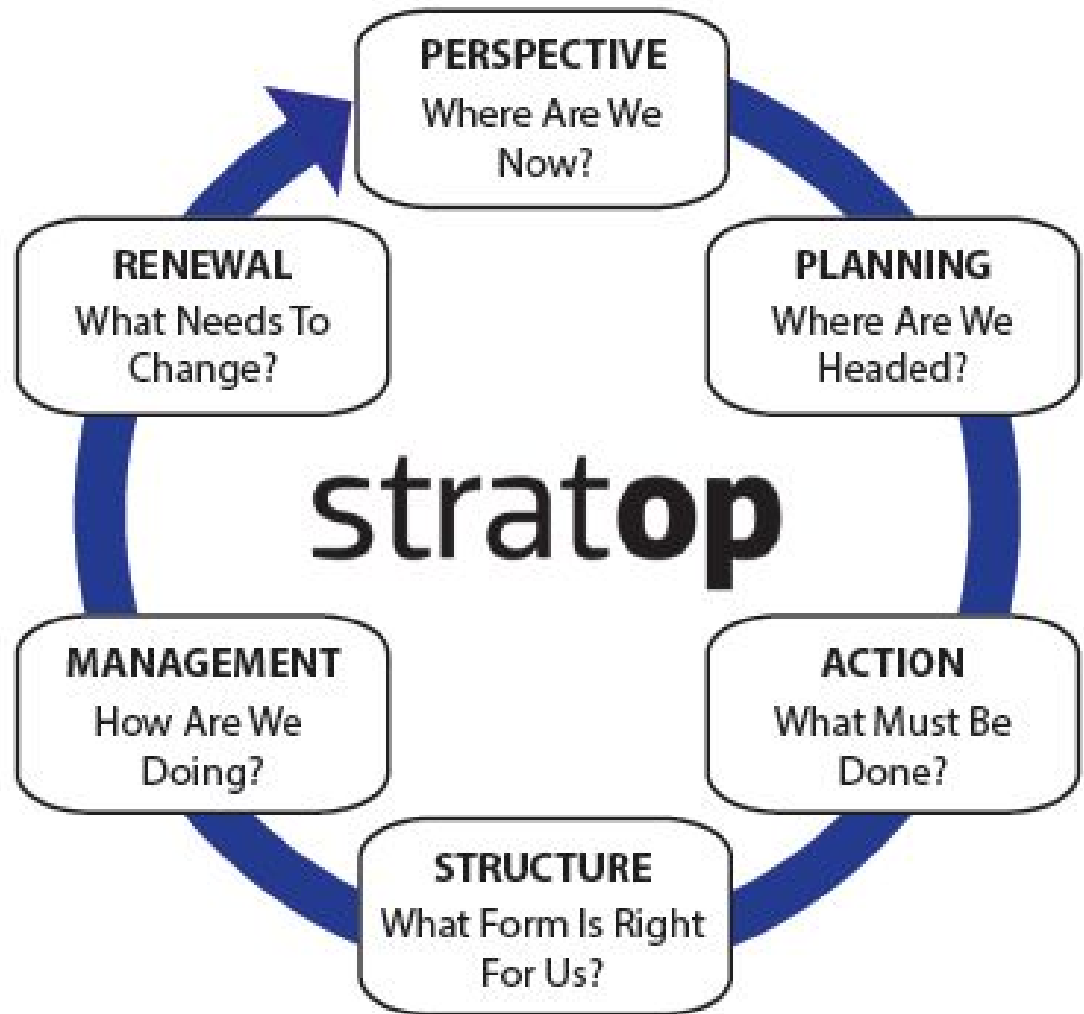 PERSPECTIVE
Where Are We
Now?
PLANNING
Where Are We
Headed?
ACTION
What Must Be
Done?
STRUCTURE
What Form Is Right
For Us?
MANAGEMENT
How Are We
Doing?
RENEWAL
What Needs To
Change?
stratop